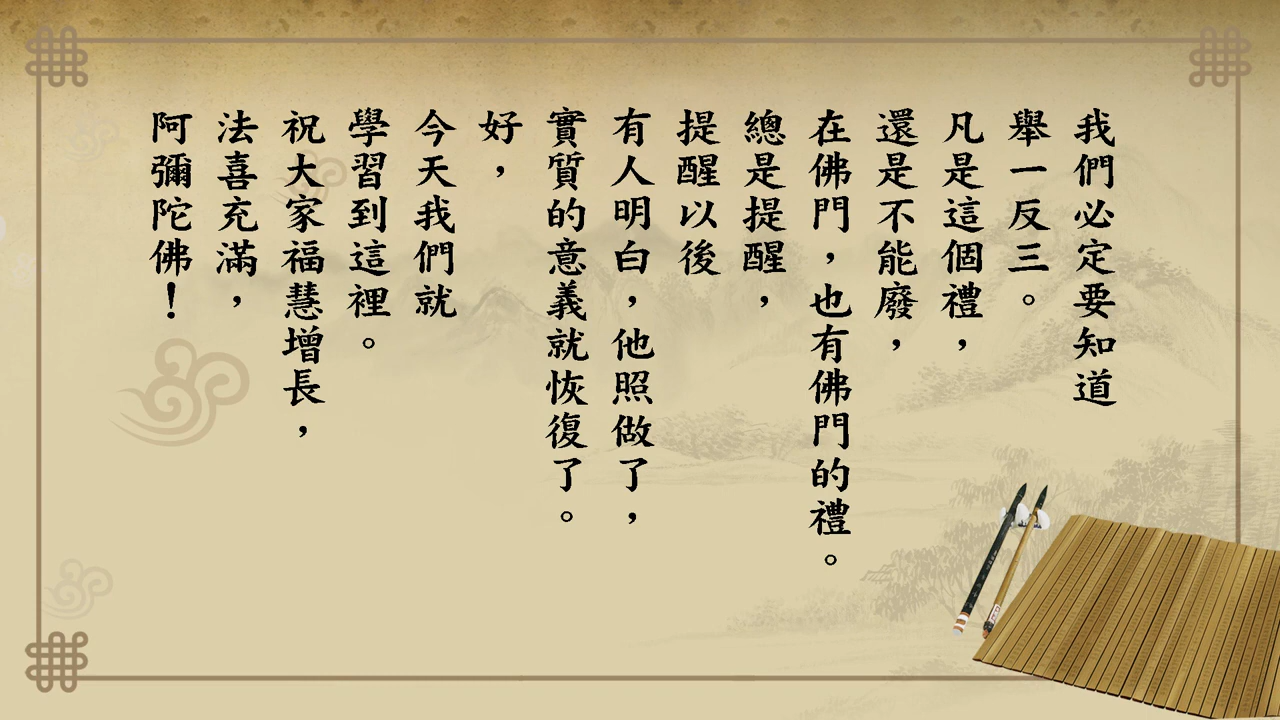 我們必定要知道
舉一反三。
凡是這個禮，
還是不能廢，
在佛門，也有佛門的禮。
總是提醒，
提醒以後
有人明白，他照做了，
實質的意義就恢復了。
好，
今天我們就
學習到這裡。
祝大家福慧增長，
法喜充滿，
阿彌陀佛！